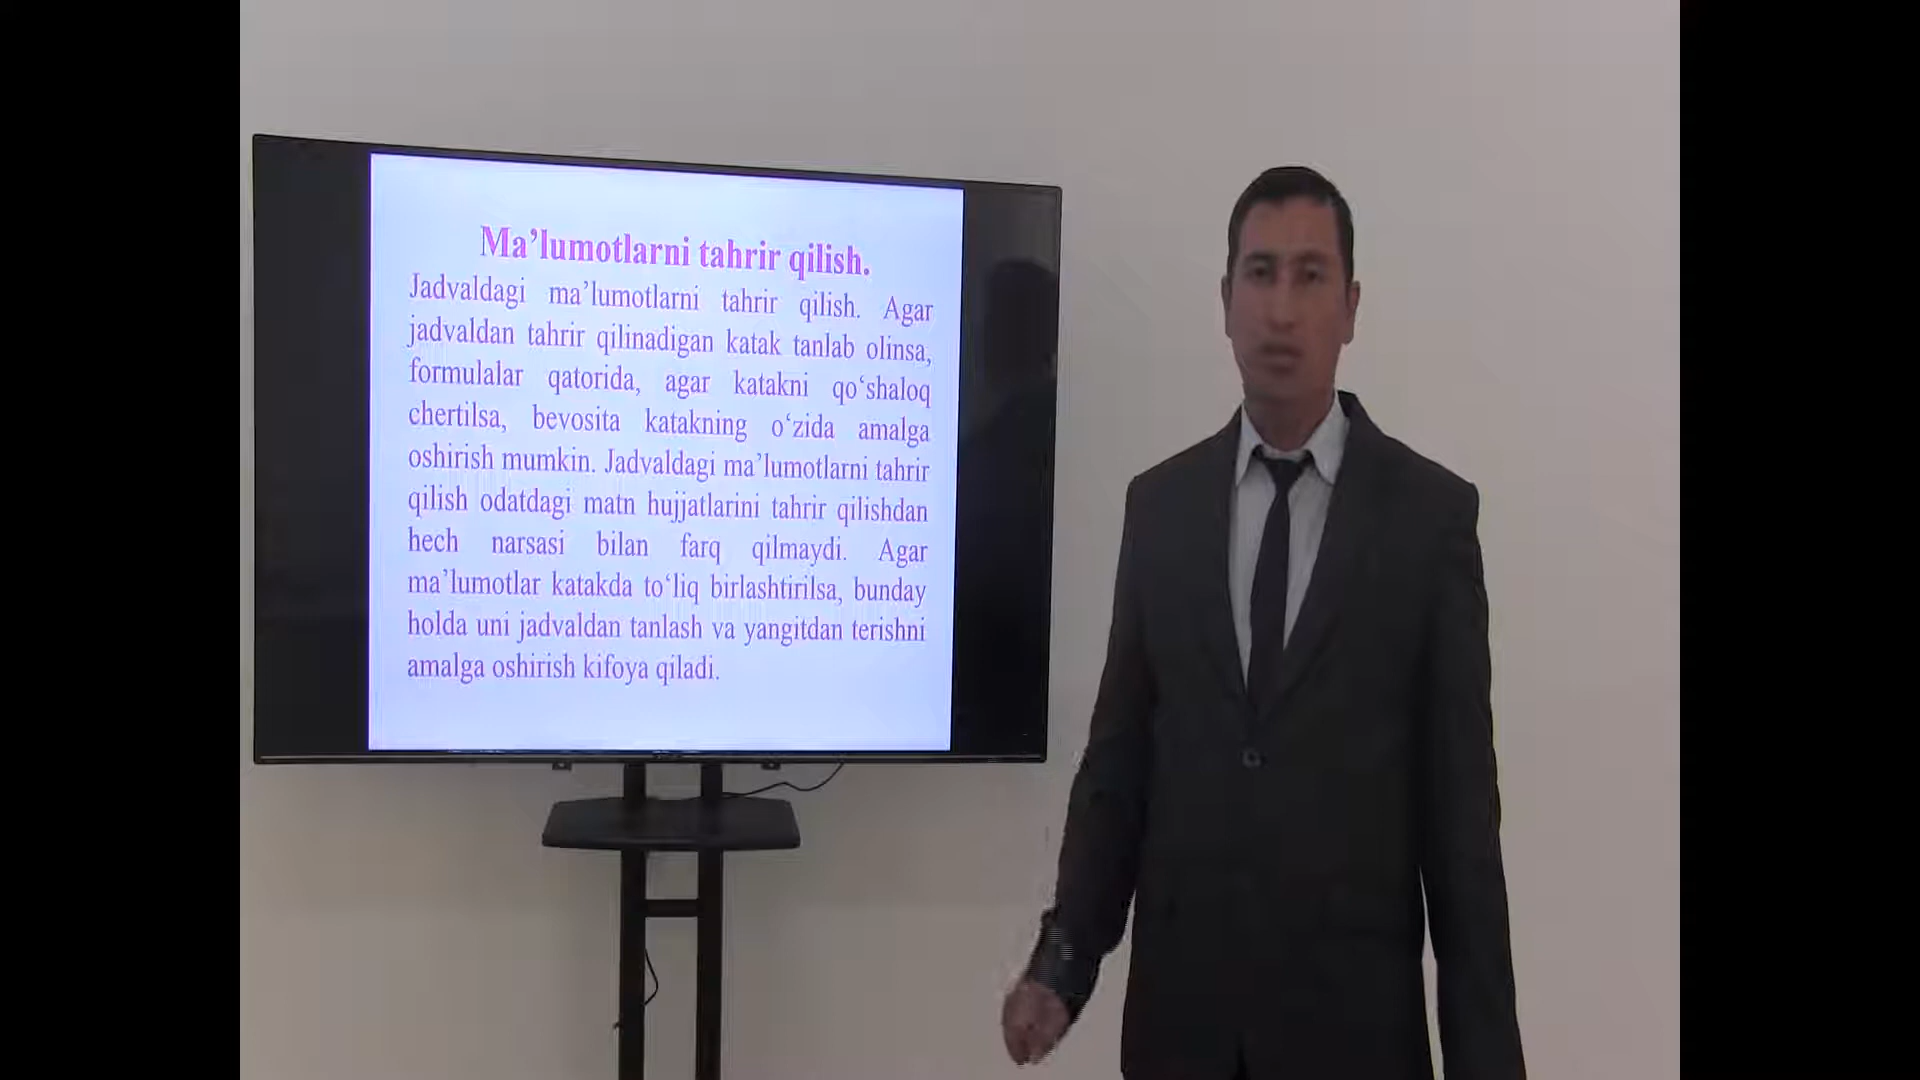 Ma’lumotlarni tahrir qilish.
Jadvaldagi ma’lumotlarni tahrir qilish. Agar
jadvaldan tahrir qilinadigan katak tanlab olinsa,
formulalar qatorida, agar katakni qo‘shaloq
chertilsa, bevosita katakning o‘zida amalga
oshirish mumkin. Jadvaldagi ma’lumotlarni tahrir
qilish odatdagi matn hujjatlarini tahrir qilishdan
hech narsasi bilan farq qilmaydi. Agar
ma’lumotlar katakda to‘liq birlashtirilsa, bunday
holda uni jadvaldan tanlash va yangitdan terishni
amalga oshirish kifoya qiladi.